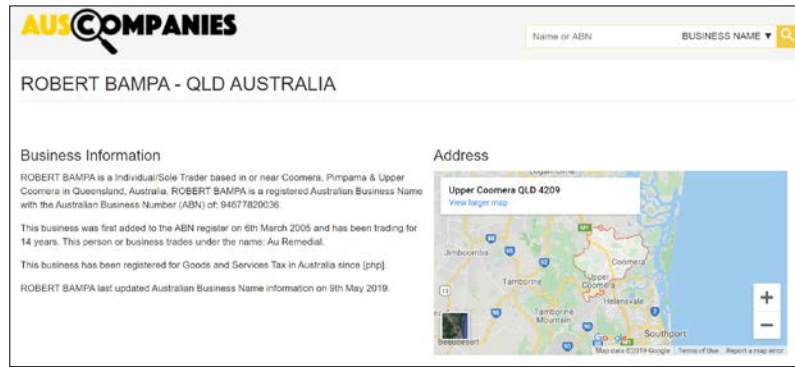 AUSCOMPANIES
Name or ABN
BUSINESS NAME ▼
ROBERT BAMPA - QLD AUSTRALIA
Business Information
ROBERT BAMPA is a Individual/Sole Trader based in or near Coomera, Pimpama & Upper
Coomera in Queensland, Australia. ROBERT BAMPA is a registered Australian Business Name
with the Australian Business Number (ABN) of: 94677820036.
This business was first added to the ABN register on 6th March 2005 and has been trading for
14 years. This person or business trades under the name: Au Remedial.
This business has been registered for Goods and Services Tax in Australia since [php].
ROBERT BAMPA last updated Australian Business Name information on 9th May 2019.
Address
Upper Coomera QLD 4209
View larger map
M1
Jimboomba
Coomera
Tamborine
Upper
Coomera
13
Helensvale
Tamborine
Mountain
Southport
Beaudesert
Google
Map data ©2019 Google
Terms of Use
Report a map error
+
−